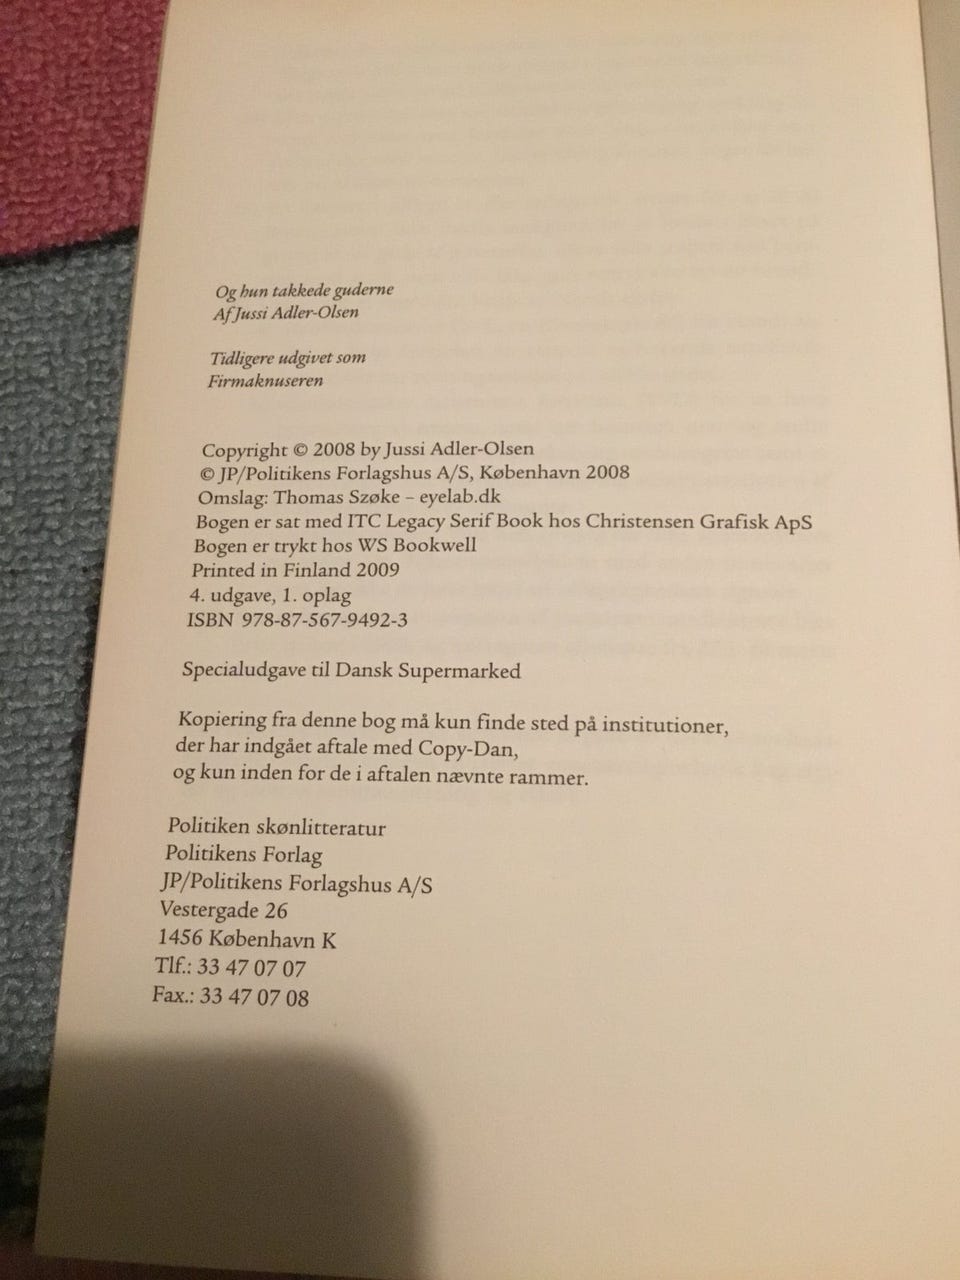 Og hun takkede guderne
Af Jussi Adler-Olsen
Tidligere udgivet som
Firmaknuseren
Copyright © 2008 by Jussi Adler-Olsen
© JP/Politikens Forlagshus A/S, København 2008
Omslag: Thomas Szøke – eyelab.dk
Bogen er sat med ITC Legacy Serif Book hos Christensen Grafisk ApS
Bogen er trykt hos WS Bookwell
Printed in Finland 2009
4. udgave, 1. oplag
ISBN 978-87-567-9492-3
Specialudgave til Dansk Supermarked
Kopiering fra denne bog må kun finde sted på institutioner,
der har indgået aftale med Copy-Dan,
og kun inden for de i aftalen nævnte rammer.
Politiken skønlitteratur
Politikens Forlag
JP/Politikens Forlagshus A/S
Vestergade 26
1456 København K
Tlf.: 33 47 07 07
Fax.: 33 47 07 08